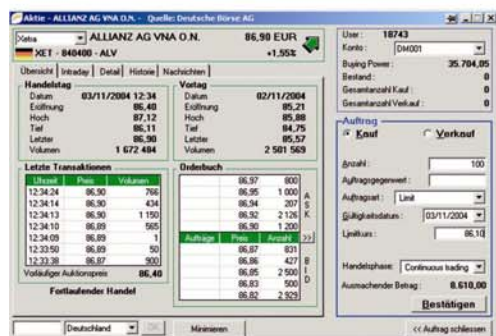 Aktie - ALLIANZ AG VNA O.N. - Quelle: Deutsche Börse AG
Xetra
ALLIANZ AG VNA O.N.
86,90 EUR
XET - 840400 - ALV
+1,55%
Übersicht Intraday Detail Historie Nachrichten
Handelstag
Datum 03/11/2004 12:34
Eröffnung 86,40
Hoch 87,12
Tief 86,11
Letzter 86,90
Volumen 1 672 484
Vortag
Datum 02/11/2004
Eröffnung 85,21
Hoch 85,88
Tief 84,75
Letzter 85,57
Volumen 2 581 569
Letzte Transaktionen
Uhrzeit Preis Volumen
12:34:24 86,90 766
12:34:14 86,90 434
12:34:13 86,90 1 150
12:34:10 86,89 565
12:34:09 86,89 1
12:33:50 86,89 50
12:33:38 86,87 900
Vorläufiger Auktionspreis 86,40
Fortlaufender Handel
Orderbuch
86,97 800
86,95 1 000
86,94 207
86,92 2 126
86,90 1 200
ASK
Aufträge Preis Anzahl >>
86,87 831
86,86 427
86,85 2 500
86,83 500
86,82 2 929
BID
User : 18743
Konto : DM001
Buying Power : 35.704,05
Bestand : 0
Gesamtanzahl Kauf : 0
Gesamtanzahl Verkauf : 0
Auftrag
Kauf Verkauf
Anzahl : 100
Auftragsgegenwert :
Auftragsart : Limit
Gültigkeitsdatum : 03/11/2004
Limitkurs : 86,10
Handelsphase: Continuous trading
Ausmachender Betrag : 8.610,00
Bestätigen
Deutschland OK Minimieren << Auftrag schliessen